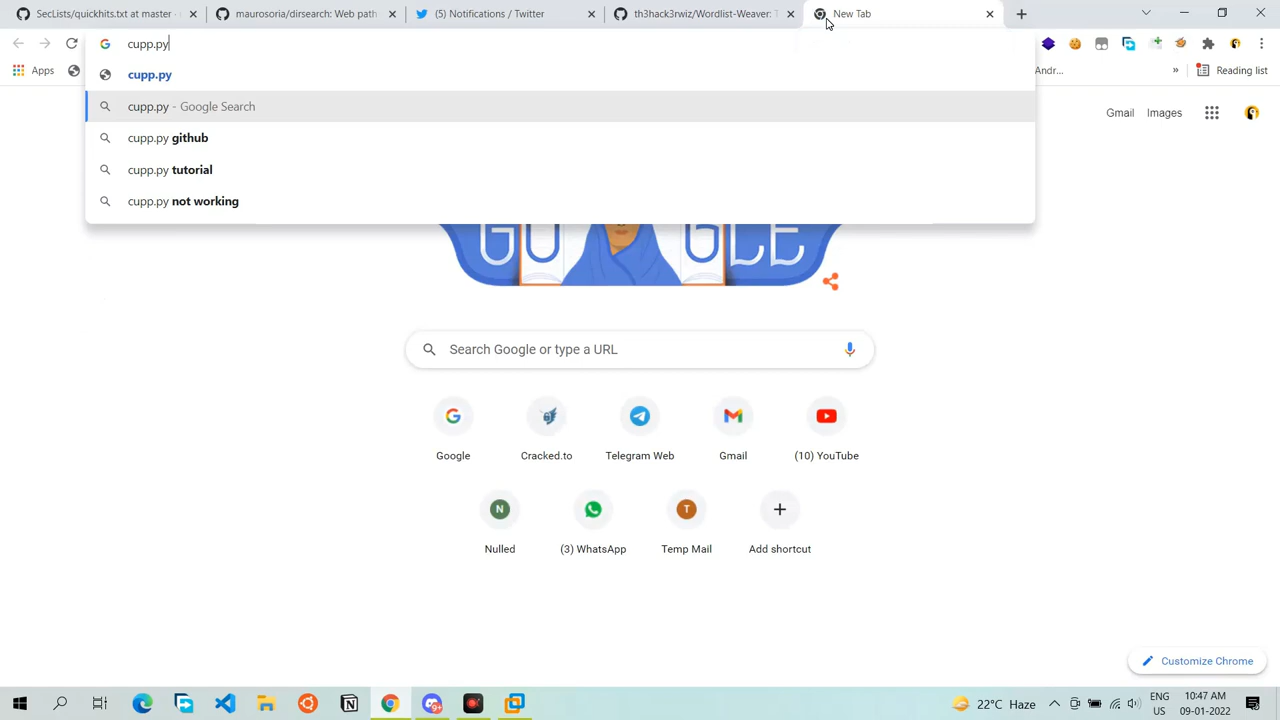 SecLists/quickhits.txt at master ·
maurosoria/dirsearch: Web path
(5) Notifications / Twitter
th3hack3rwiz/Wordlist-Weaver: T
New Tab
cupp.py
Apps
Andr...
»
Reading list
cupp.py
cupp.py - Google Search
cupp.py github
cupp.py tutorial
cupp.py not working
Gmail
Images
GOOGLE
Search Google or type a URL
Google
Cracked.to
Telegram Web
Gmail
(10) YouTube
N
T
Nulled
(3) WhatsApp
Temp Mail
Add shortcut
Customize Chrome
22°C Haze
ENG
US
10:47 AM
09-01-2022